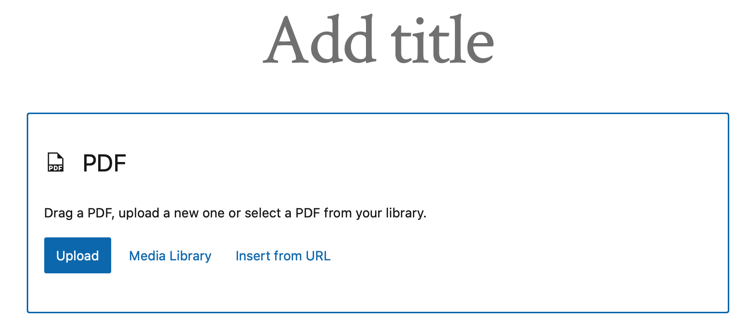 Add title
PDF PDF
Drag a PDF, upload a new one or select a PDF from your library.
Upload Media Library Insert from URL